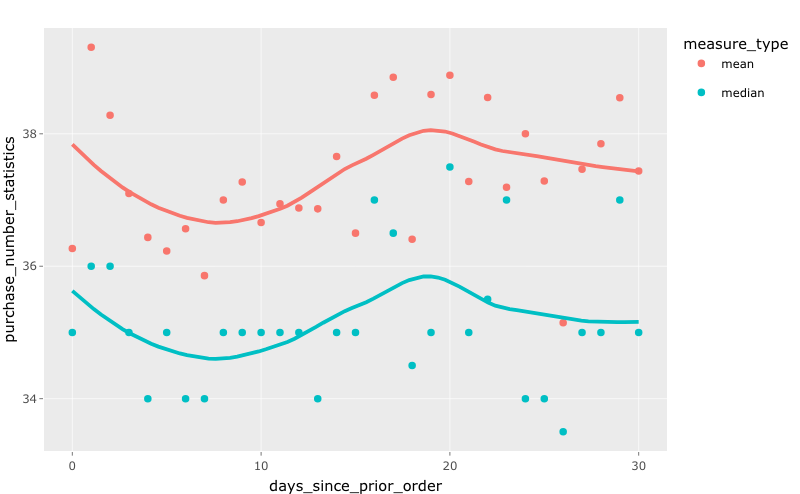 measure_type
mean
median
purchase_number_statistics
38
36
34
0
10
20
30
days_since_prior_order